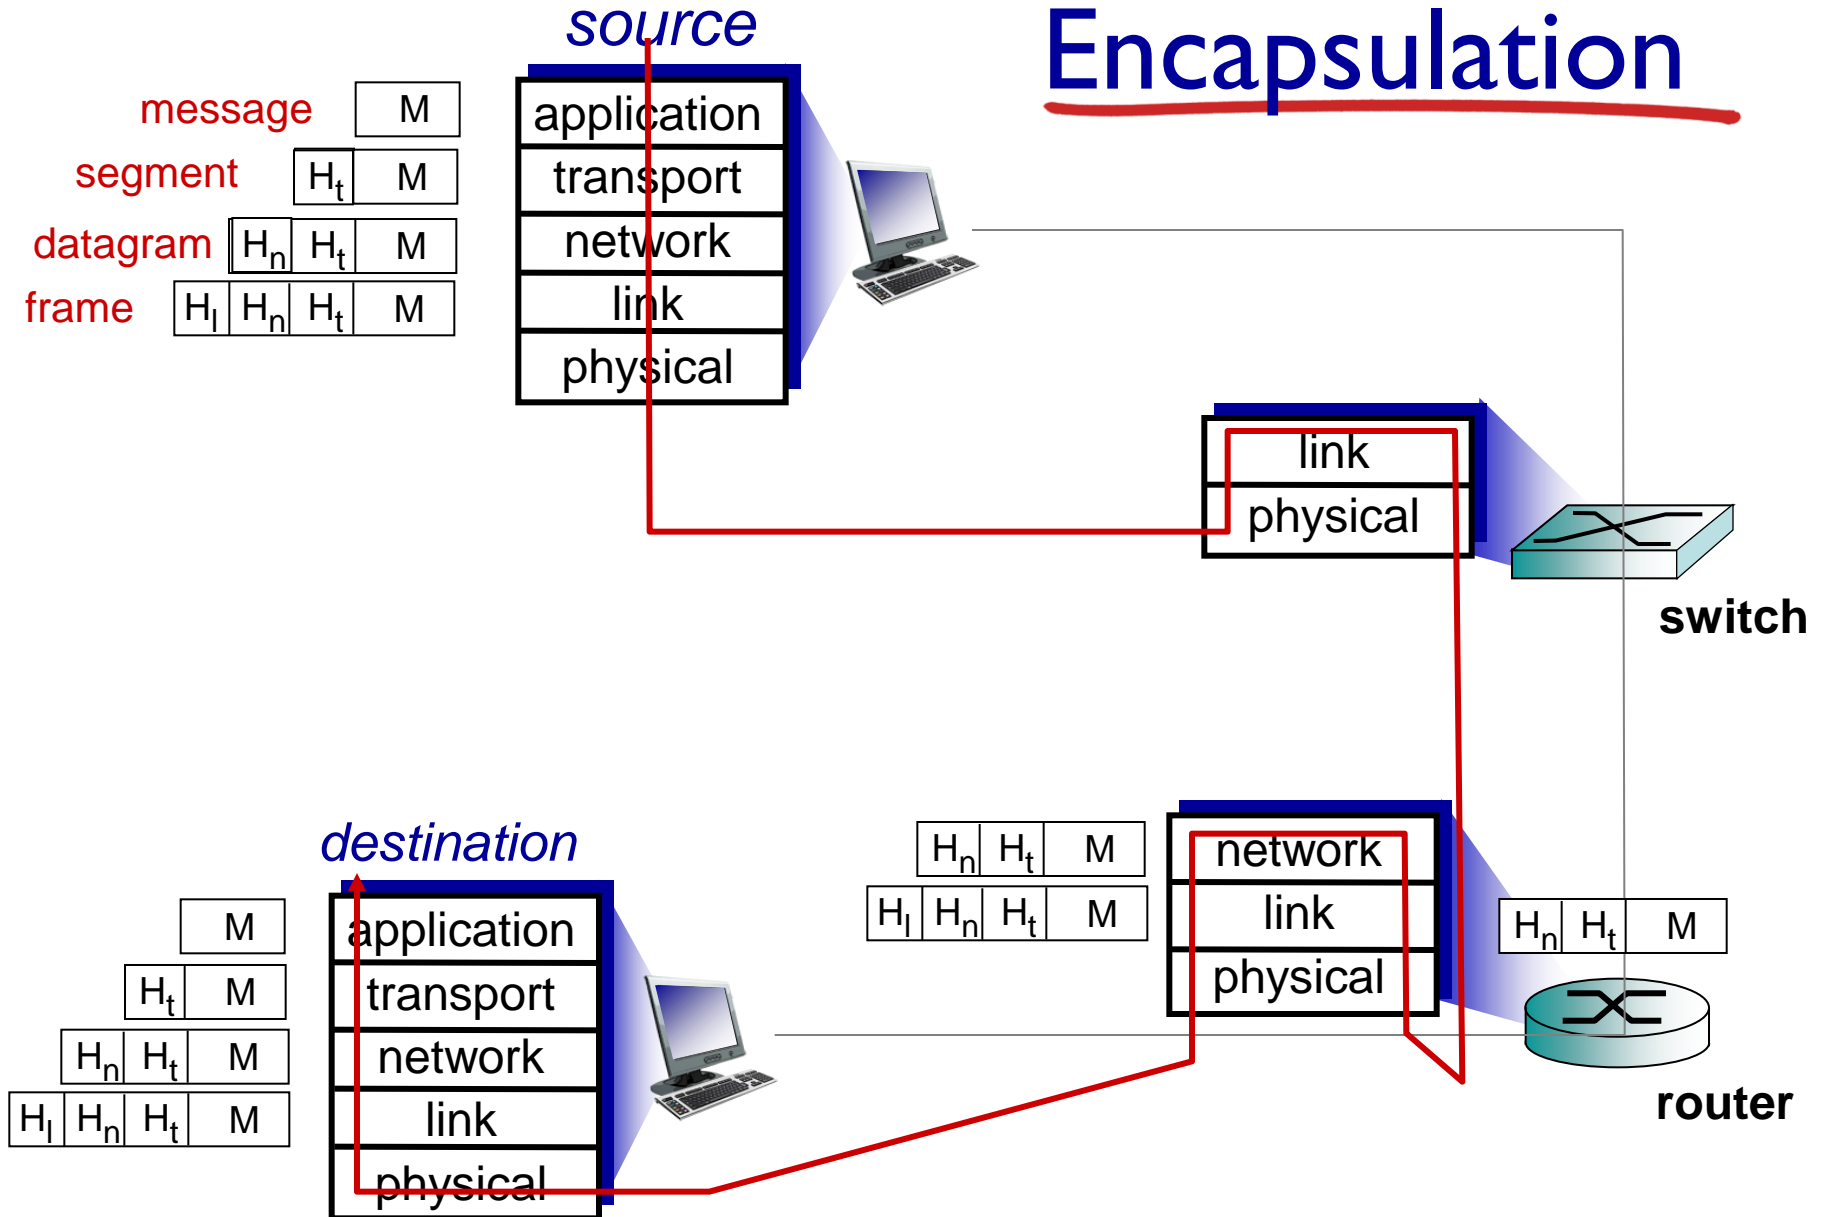 source
Encapsulation
message M
segment Ht M
datagram Hn Ht M
frame Hl Hn Ht M
application
transport
network
link
physical
link
physical
switch
destination
M
Ht M
Hn Ht M
Hl Hn Ht M
application
transport
network
link
physical
Hn Ht M
Hl Hn Ht M
network
link
physical
Hn Ht M
router